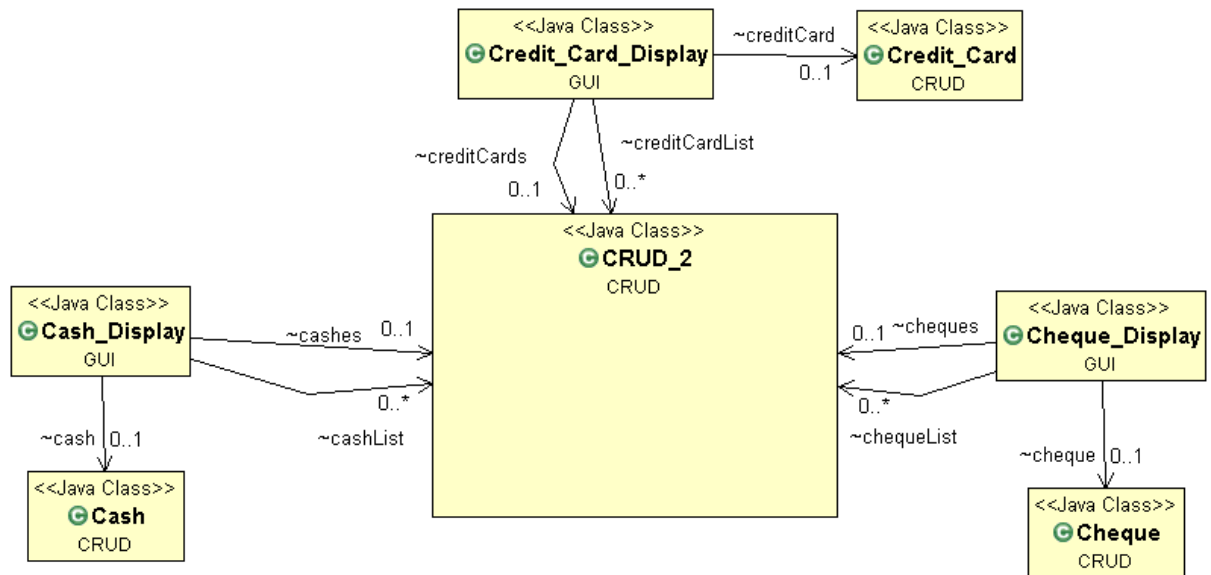 <<Java Class>>
Credit_Card_Display
GUI
~creditCard
0..1
<<Java Class>>
Credit_Card
CRUD
~creditCards
0..1
~creditCardList
0..*
<<Java Class>>
CRUD_2
CRUD
<<Java Class>>
Cash_Display
GUI
~cashes
0..1
0..*
~cashList
~cash
0..1
<<Java Class>>
Cash
CRUD
<<Java Class>>
Cheque_Display
GUI
0..1
~cheques
0..*
~chequeList
~cheque
0..1
<<Java Class>>
Cheque
CRUD